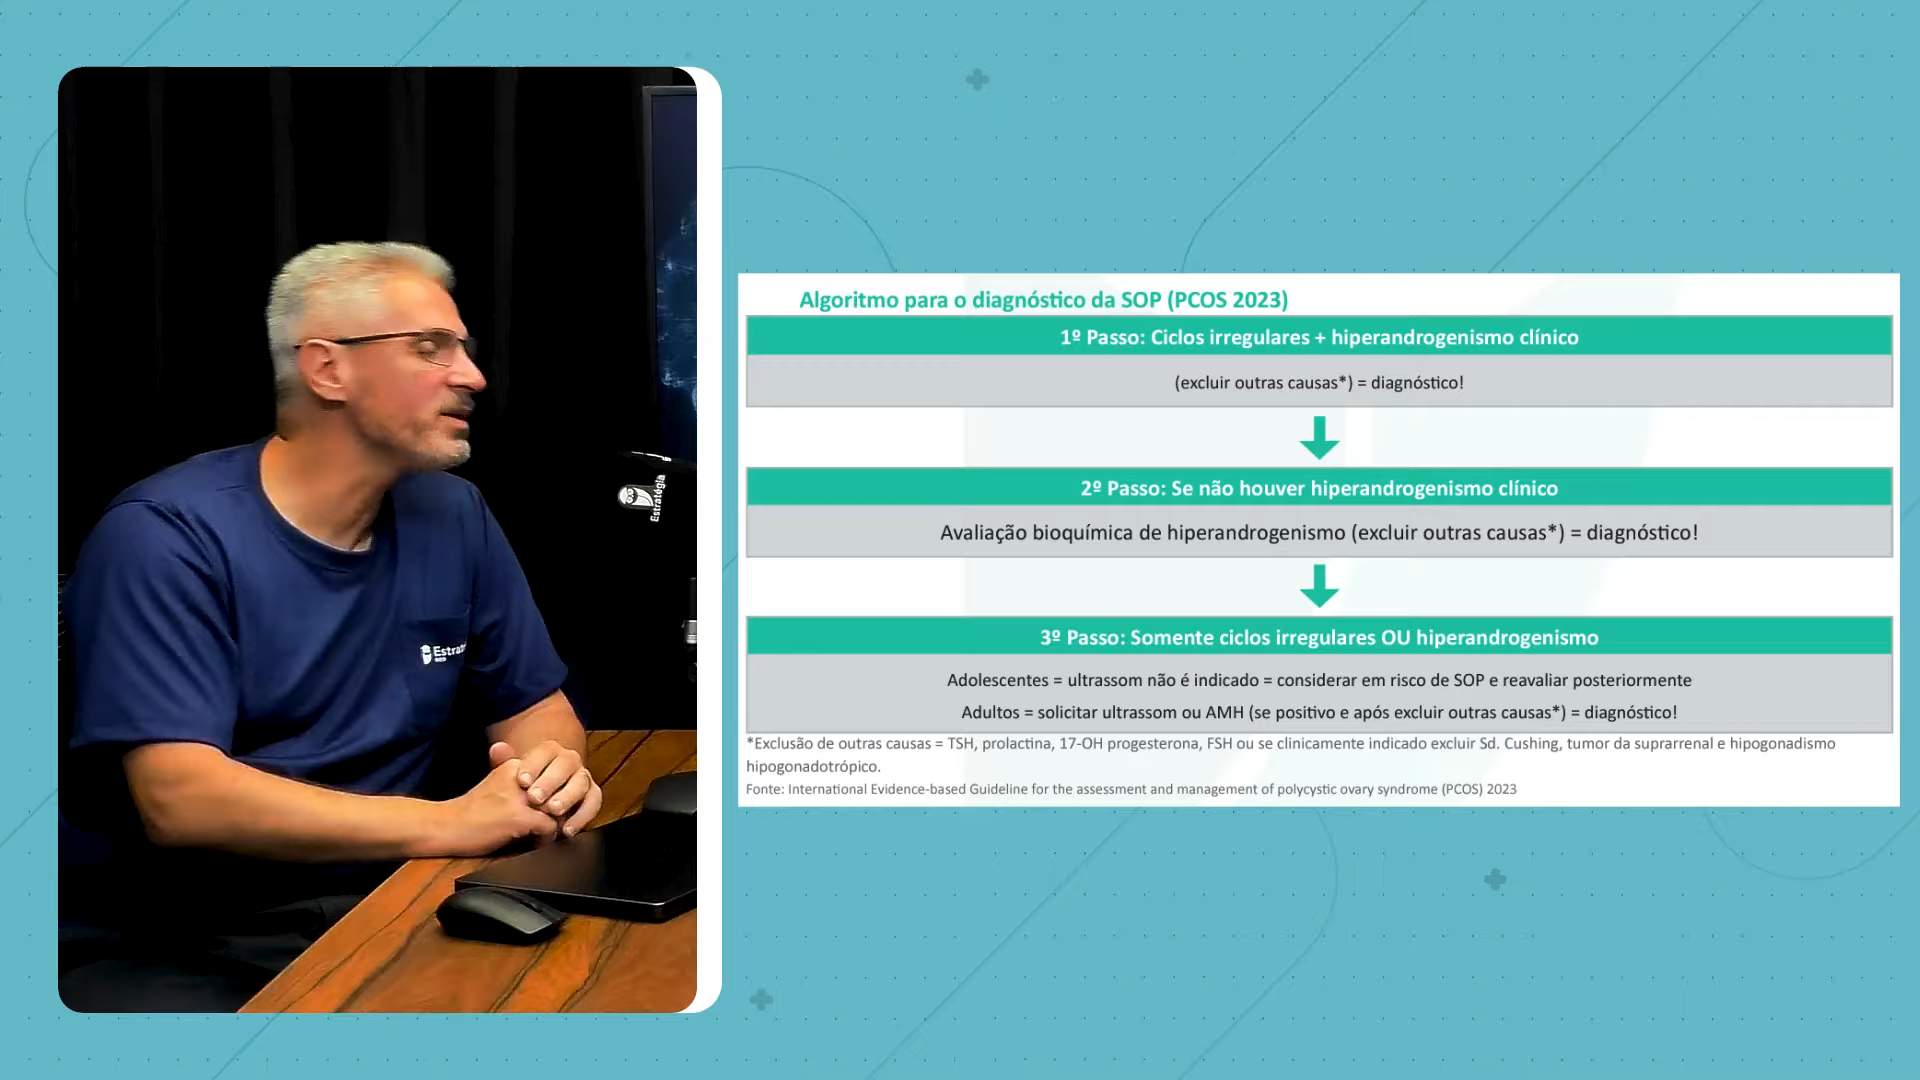 Algoritmo para o diagnóstico da SOP (PCOS 2023)
1º Passo: Ciclos irregulares + hiperandrogenismo clínico
(excluir outras causas*) = diagnóstico!
2º Passo: Se não houver hiperandrogenismo clínico
Avaliação bioquímica de hiperandrogenismo (excluir outras causas*) = diagnóstico!
3º Passo: Somente ciclos irregulares OU hiperandrogenismo
Adolescentes = ultrassom não é indicado = considerar em risco de SOP e reavaliar posteriormente
Adultos = solicitar ultrassom ou AMH (se positivo e após excluir outras causas*) = diagnóstico!
*Exclusão de outras causas = TSH, prolactina, 17-OH progesterona, FSH ou se clinicamente indicado excluir Sd. Cushing, tumor da suprarrenal e hipogonadismo
hipogonadotrópico.
Fonte: International Evidence-based Guideline for the assessment and management of polycystic ovary syndrome (PCOS) 2023
Estratégia